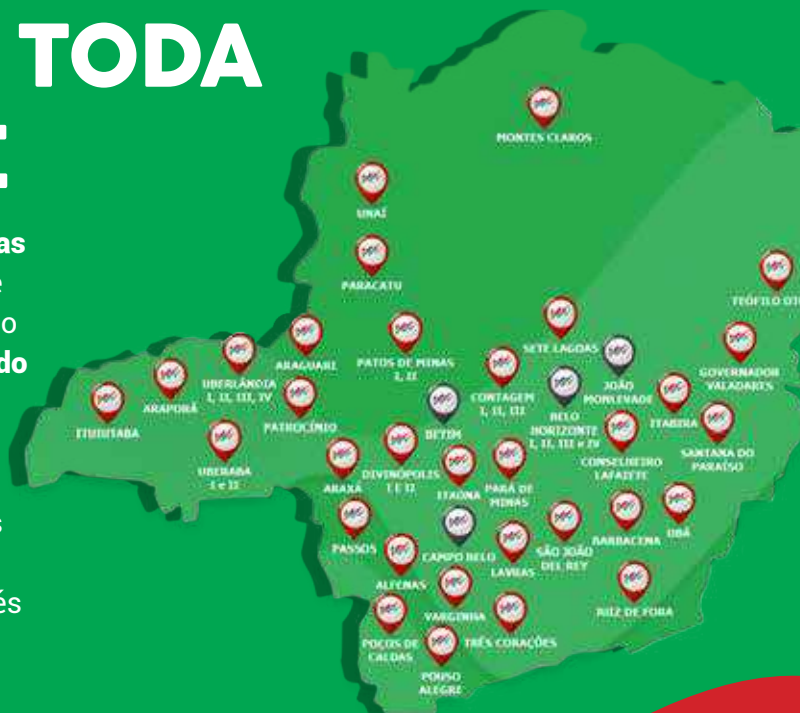 TODA
as
do
és
MONTES CLAROS
UNAÍ
PARACATU
TEÓFILO
SETE LAGOAS
ARAGUARI
PATOS DE MINAS
I, II
JOÃO
MONLEVADE
GOVERNADOR
VALADARES
UBERLÂNDIA
I, II, III, IV
CONTAGEM
I, II, III
ARAPORÃ
PATROCÍNIO
ITUIUTABA
BETIM
BELO
HORIZONTE
I, II, III e IV
ITABIRA
CONSELHEIRO
LAFAIETE
SANTANA DO
PARAÍSO
UBERABA
I e II
ARAXÁ
DIVINÓPOLIS
I E II
ITAÚNA
PARÁ DE
MINAS
PASSOS
CAMPO BELO
LAVRAS
SÃO JOÃO
DEL REY
BARBACENA
UBÁ
ALFENAS
VARGINHA
JUIZ DE FORA
POÇOS DE
CALDAS
TRÊS CORAÇÕES
POUSO
ALEGRE